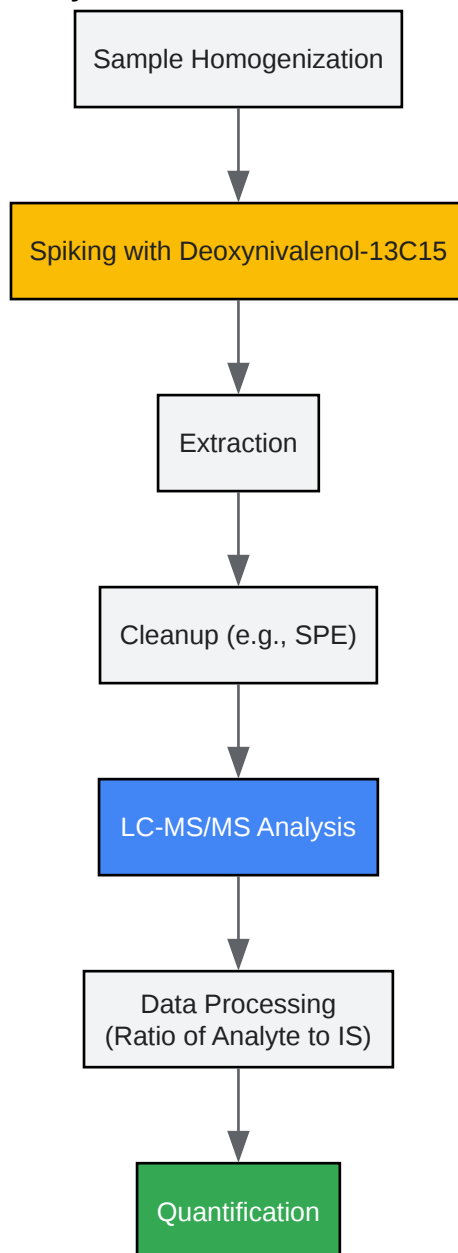 Sample Homogenization
Spiking with Deoxynivalenol-13C15
Extraction
Cleanup (e.g., SPE)
LC-MS/MS Analysis
Data Processing
(Ratio of Analyte to IS)
Quantification